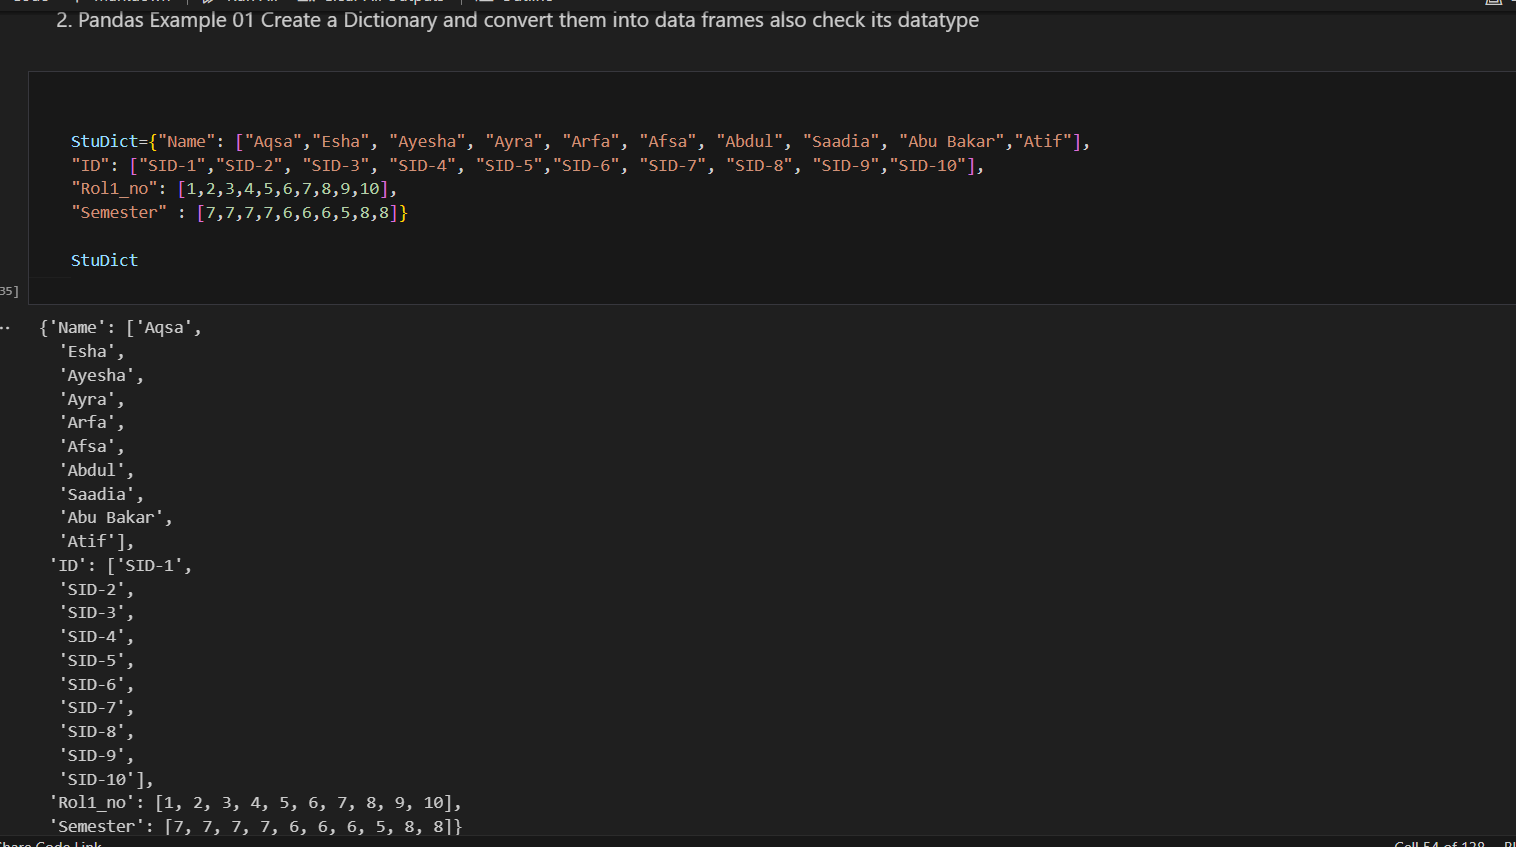 2. Pandas Example 01 Create a Dictionary and convert them into data frames also check its datatype
StuDict={"Name": ["Aqsa","Esha", "Ayesha", "Ayra", "Arfa", "Afsa", "Abdul", "Saadia", "Abu Bakar","Atif"],
"ID": ["SID-1","SID-2", "SID-3", "SID-4", "SID-5","SID-6", "SID-7", "SID-8", "SID-9","SID-10"],
"Rol1_no": [1,2,3,4,5,6,7,8,9,10],
"Semester" : [7,7,7,7,6,6,6,5,8,8]}
StuDict
35]
{'Name': ['Aqsa',
'Esha',
'Ayesha',
'Ayra',
'Arfa',
'Afsa',
'Abdul',
'Saadia',
'Abu Bakar',
'Atif'],
'ID': ['SID-1',
'SID-2',
'SID-3',
'SID-4',
'SID-5',
'SID-6',
'SID-7',
'SID-8',
'SID-9',
'SID-10'],
'Rol1_no': [1, 2, 3, 4, 5, 6, 7, 8, 9, 10],
'Semester': [7, 7, 7, 7, 6, 6, 6, 5, 8, 8]}